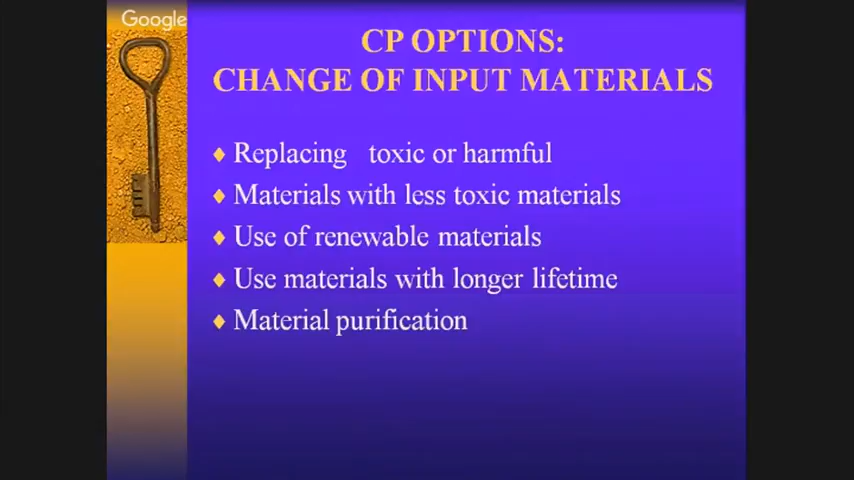 Google
CP OPTIONS:
CHANGE OF INPUT MATERIALS
Replacing toxic or harmful
Materials with less toxic materials
Use of renewable materials
Use materials with longer lifetime
Material purification